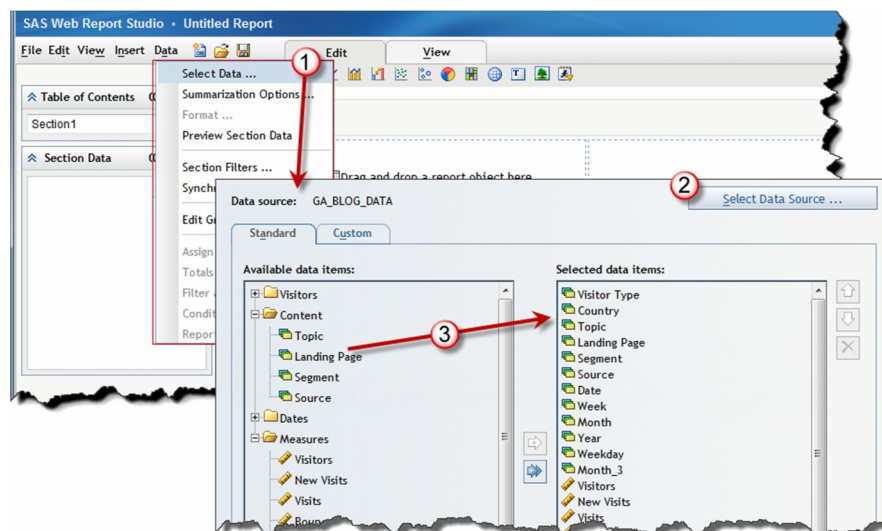 SAS Web Report Studio • Untitled Report
File Edit View Insert Data
Edit
View
1
Select Data ...
Summarization Options ...
Format ...
Preview Section Data
Section Filters ...
Edit
Assign
Totals
Filter
Table of Contents
Section1
Section Data
Drag and drop a report object here
2
Data source: GA_BLOG_DATA
Select Data Source ...
Standard
Custom
Available data items:
Visitors
Content
Topic
Landing Page
Segment
Source
Dates
Measures
Visitors
New Visits
Visits
3
Selected data items:
Visitor Type
Country
Topic
Landing Page
Segment
Source
Date
Week
Month
Year
Weekday
Month_3
Visitors
New Visits
Visits